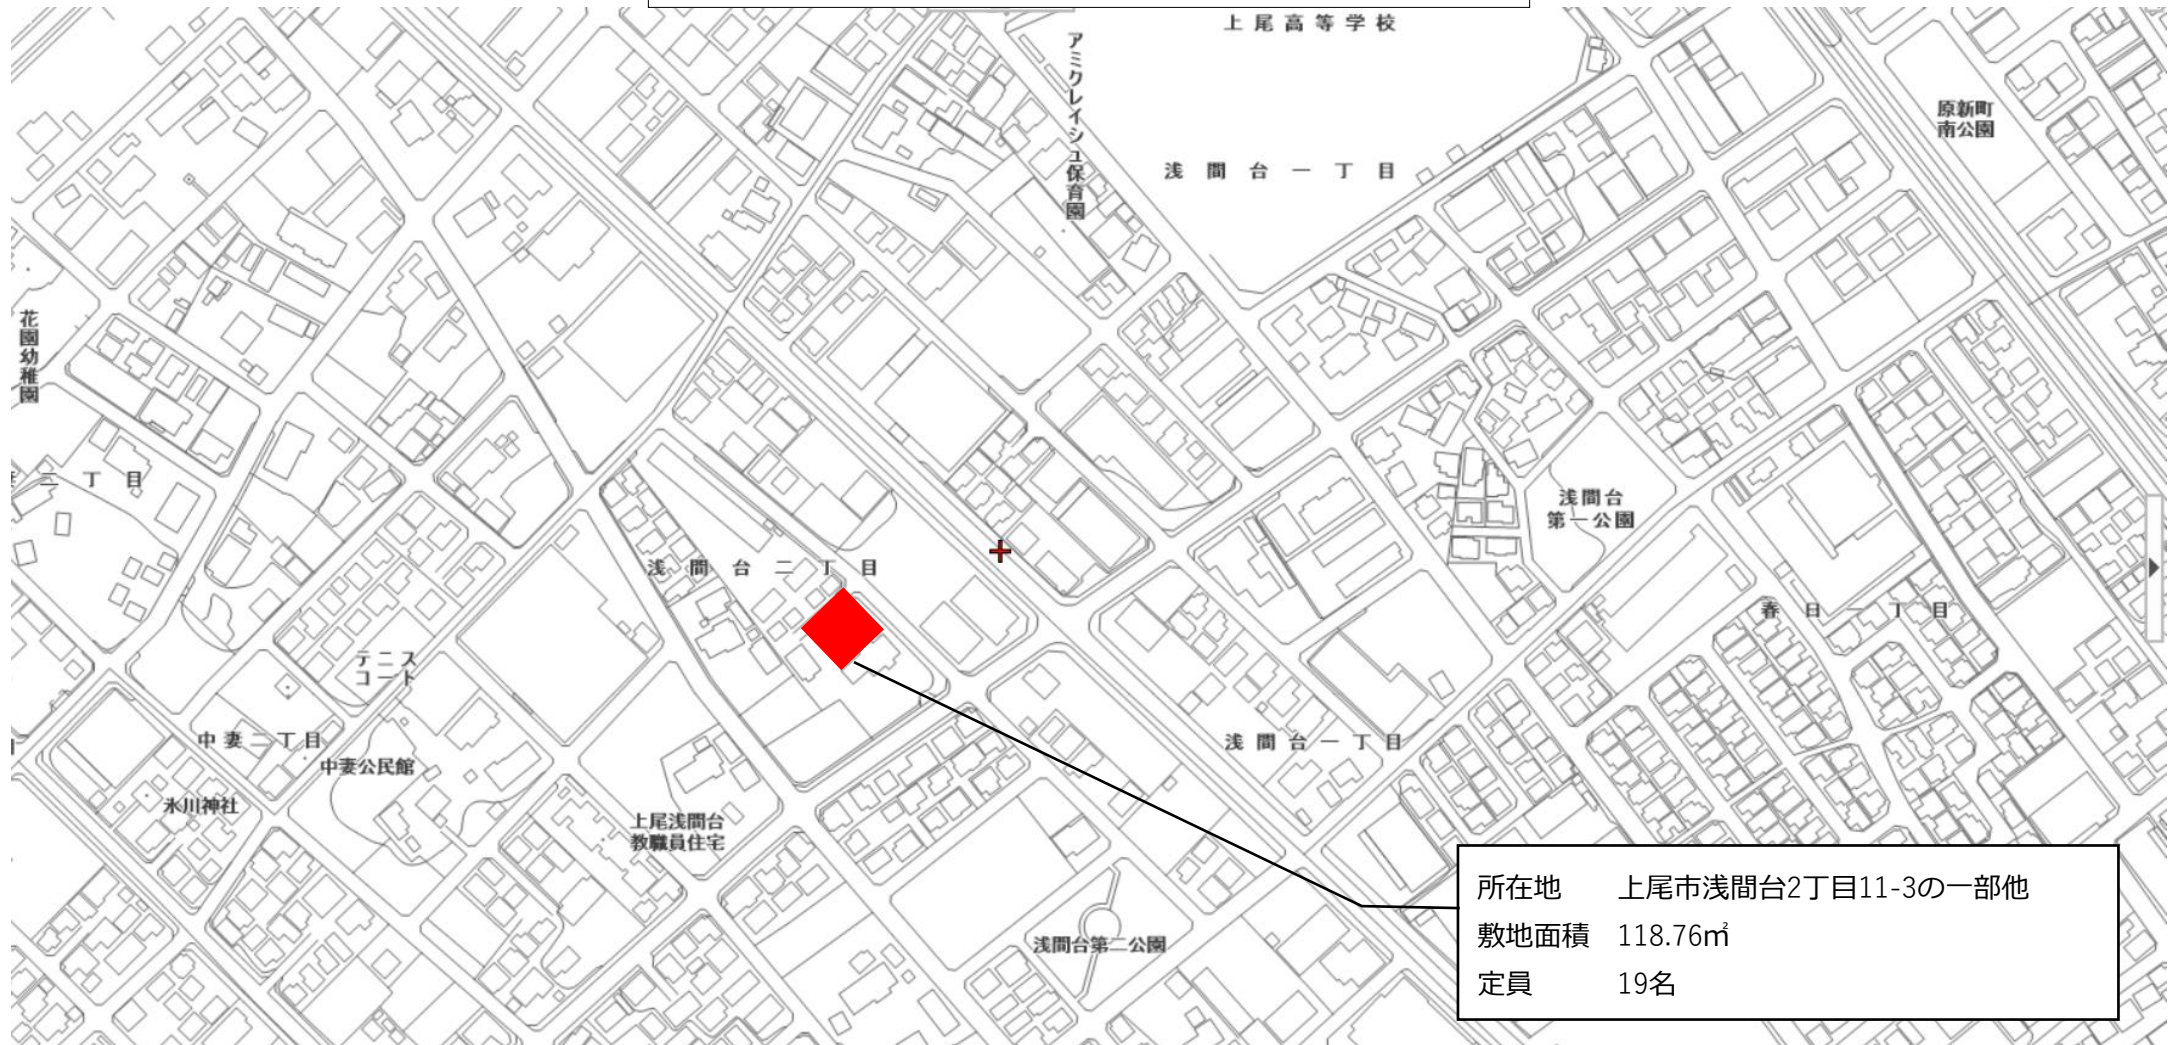 上尾高等学校
アミクレイシュ保育園
原新町
南公園
浅間台一丁目
花園幼稚園
二丁目
浅間台
第一公園
浅間台二丁目
春日一丁目
テニス
コート
中妻二丁目
中妻公民館
浅間台一丁目
氷川神社
上尾浅間台
教職員住宅
浅間台第二公園
所在地 上尾市浅間台2丁目11-3の一部他
敷地面積 118.76㎡
定員 19名